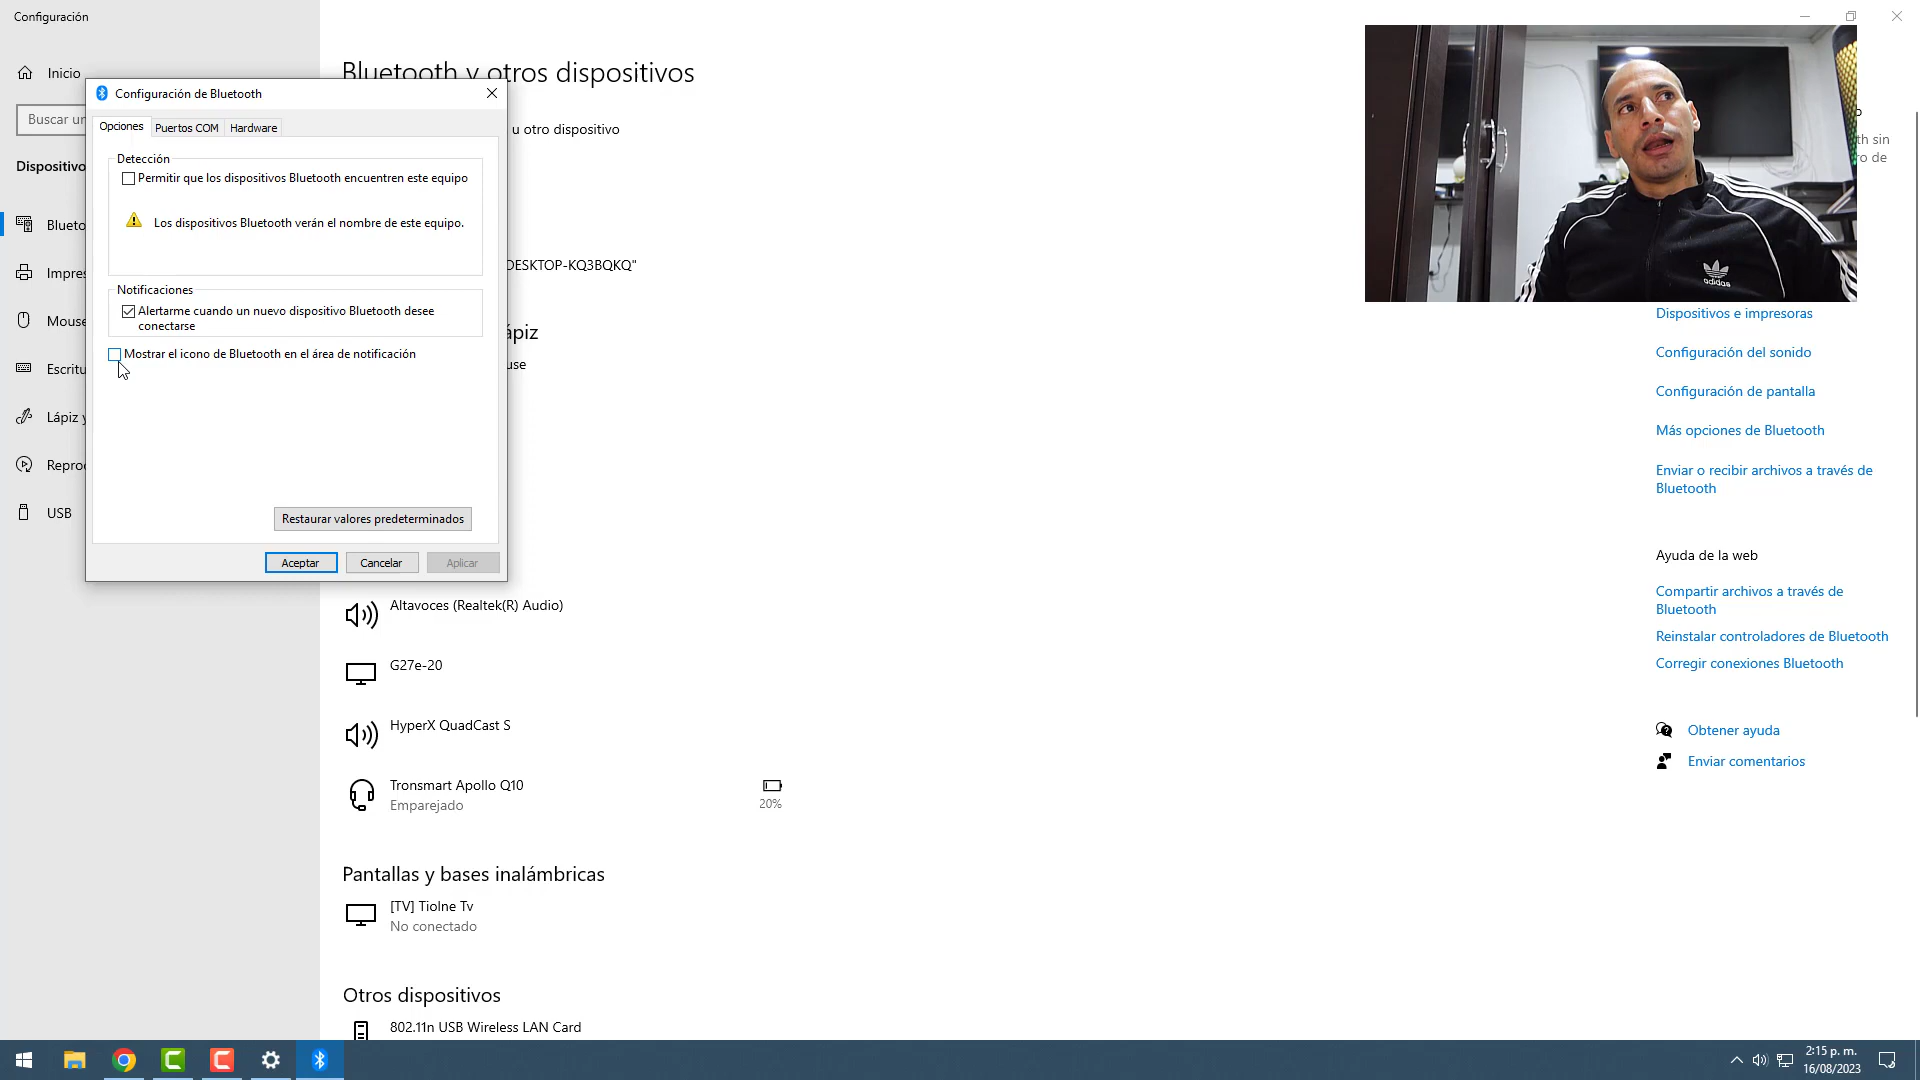 Configuración
Inicio
Buscar un
Dispositivo
Blueto
Impres
Mouse
Escritu
Lápiz y
Repro
USB
Bluetooth y otros dispositivos
u otro dispositivo
DESKTOP-KQ3BQKQ"
ápiz
use
Configuración de Bluetooth
Opciones
Puertos COM
Hardware
Detección
Permitir que los dispositivos Bluetooth encuentren este equipo
Los dispositivos Bluetooth verán el nombre de este equipo.
Notificaciones
Alertarme cuando un nuevo dispositivo Bluetooth desee
conectarse
Mostrar el icono de Bluetooth en el área de notificación
Restaurar valores predeterminados
Aceptar
Cancelar
Aplicar
Altavoces (Realtek(R) Audio)
G27e-20
HyperX QuadCast S
Tronsmart Apollo Q10
Emparejado
20%
Pantallas y bases inalámbricas
[TV] Tiolne Tv
No conectado
Otros dispositivos
802.11n USB Wireless LAN Card
adidas
th sin
ro de
Dispositivos e impresoras
Configuración del sonido
Configuración de pantalla
Más opciones de Bluetooth
Enviar o recibir archivos a través de
Bluetooth
Ayuda de la web
Compartir archivos a través de
Bluetooth
Reinstalar controladores de Bluetooth
Corregir conexiones Bluetooth
Obtener ayuda
Enviar comentarios
2:15 p. m.
16/08/2023